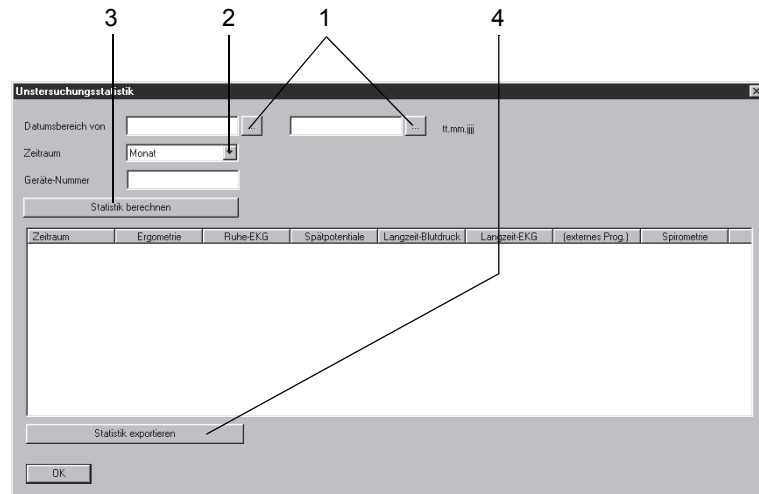 3 2 1 4
Unstersuchungsstatistik
Datumsbereich von ... ... tt.mm.jjjj
Zeitraum Monat
Geräte-Nummer
Statistik berechnen
Zeitraum Ergometrie Ruhe-EKG Spätpotentiale Langzeit-Blutdruck Langzeit-EKG (externes Prog.) Spirometrie
Statistik exportieren
OK